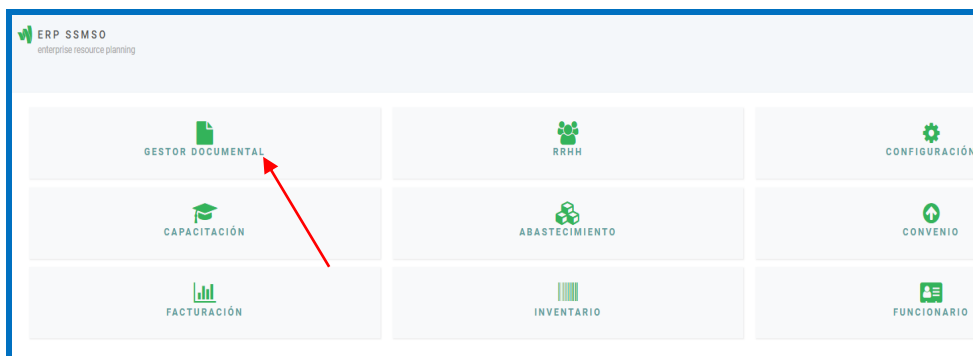 ERP SSMSO
enterprise resource planning
GESTOR DOCUMENTAL
RRHH
CONFIGURACIÓN
CAPACITACIÓN
ABASTECIMIENTO
CONVENIO
FACTURACIÓN
INVENTARIO
FUNCIONARIO